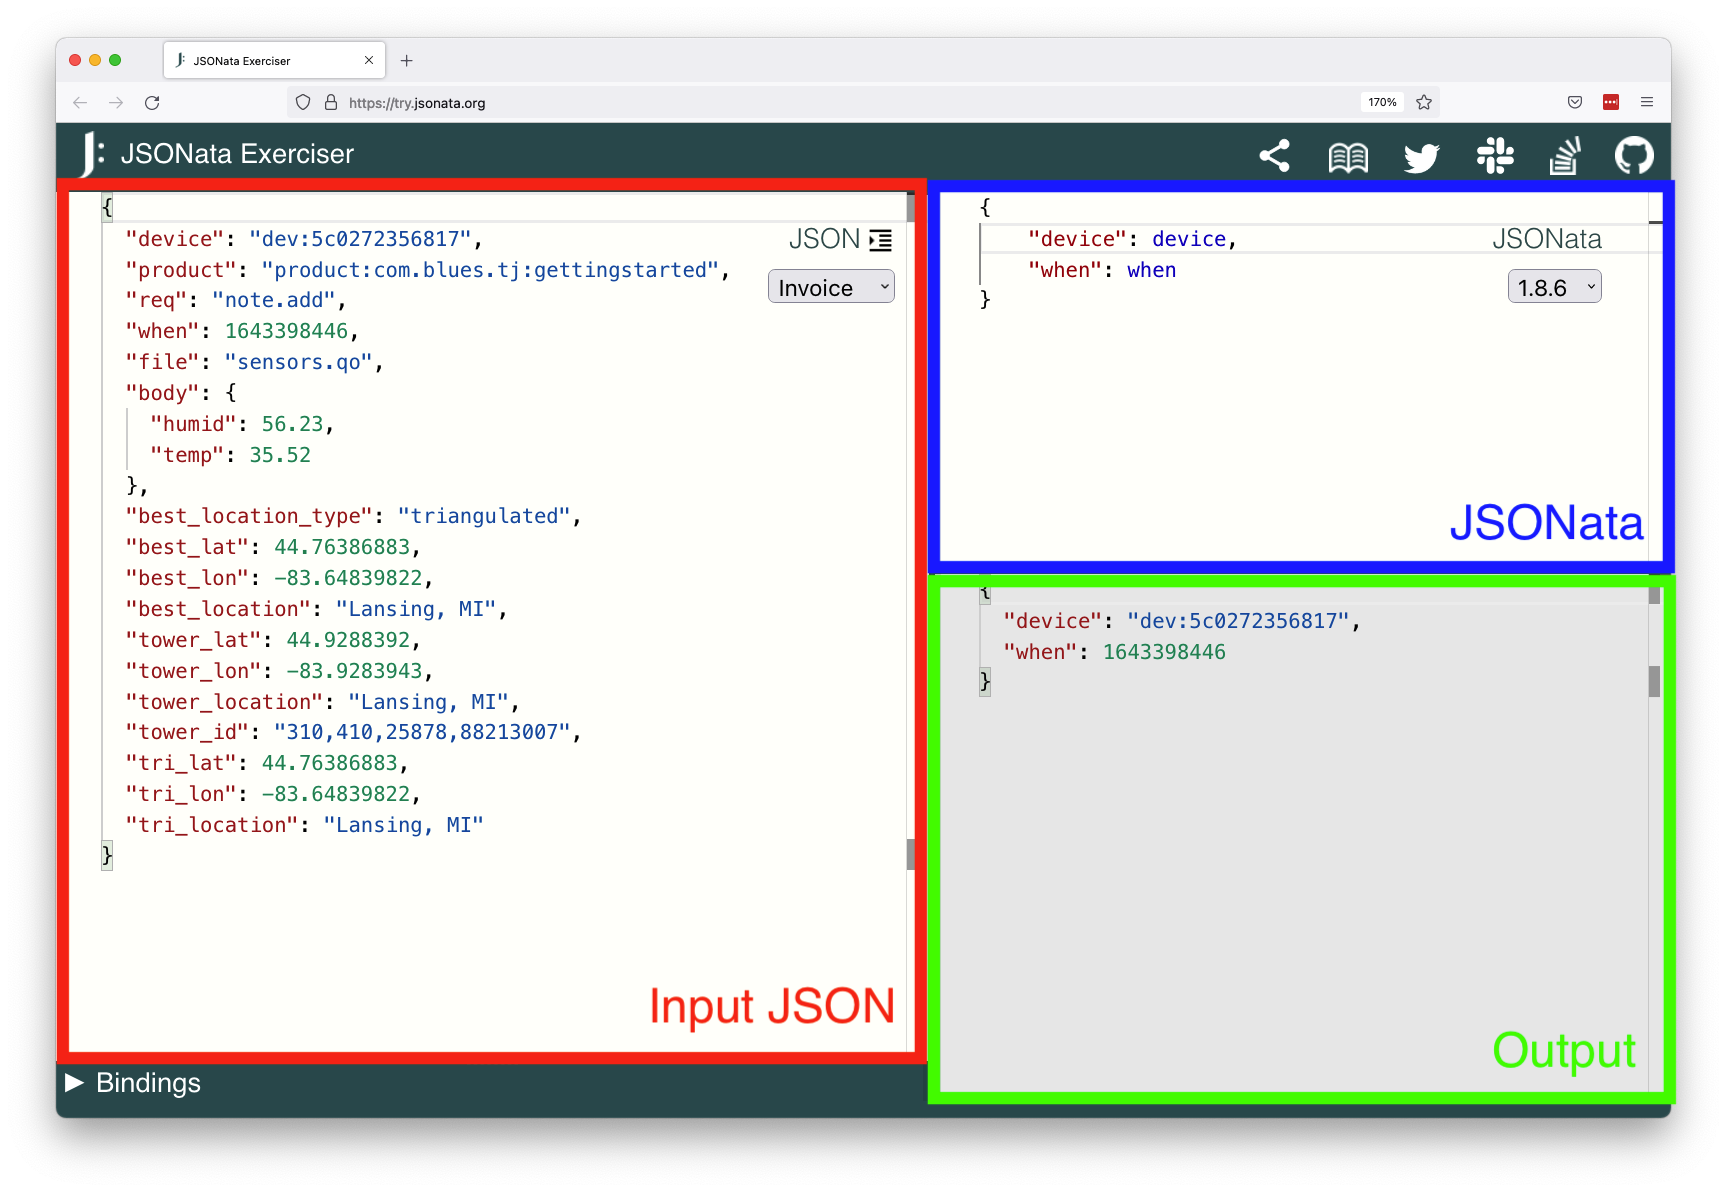 JSONata Exerciser
https://try.jsonata.org
170%
JSONata Exerciser
{
"device": "dev:5c0272356817",
"product": "product:com.blues.tj:gettingstarted",
"req": "note.add",
"when": 1643398446,
"file": "sensors.qo",
"body": {
"humid": 56.23,
"temp": 35.52
},
"best_location_type": "triangulated",
"best_lat": 44.76386883,
"best_lon": -83.64839822,
"best_location": "Lansing, MI",
"tower_lat": 44.9288392,
"tower_lon": -83.9283943,
"tower_location": "Lansing, MI",
"tower_id": "310,410,25878,88213007",
"tri_lat": 44.76386883,
"tri_lon": -83.64839822,
"tri_location": "Lansing, MI"
}
JSON
Invoice
Input JSON
Bindings
{
"device": device,
"when": when
}
JSONata
1.8.6
JSONata
{
"device": "dev:5c0272356817",
"when": 1643398446
}
Output